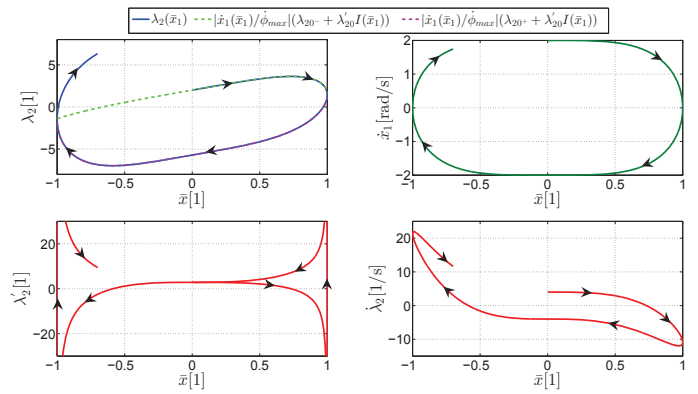 λ₂(x̄₁) |ẋ₁(x̄₁)/ϕ̇ₘₐₓ|(λ₂₀₋ + λ′₂₀I(x̄₁)) |ẋ₁(x̄₁)/ϕ̇ₘₐₓ|(λ₂₀₊ + λ′₂₀I(x̄₁))
5
0
−5
λ₂[1]
−1 −0.5 0 0.5 1
x̄[1]
2
1
0
−1
−2
ẋ₁[rad/s]
−1 −0.5 0 0.5 1
x̄[1]
20
0
−20
λ′₂[1]
−1 −0.5 0 0.5 1
x̄[1]
20
10
0
−10
λ̇₂[1/s]
−1 −0.5 0 0.5 1
x̄[1]